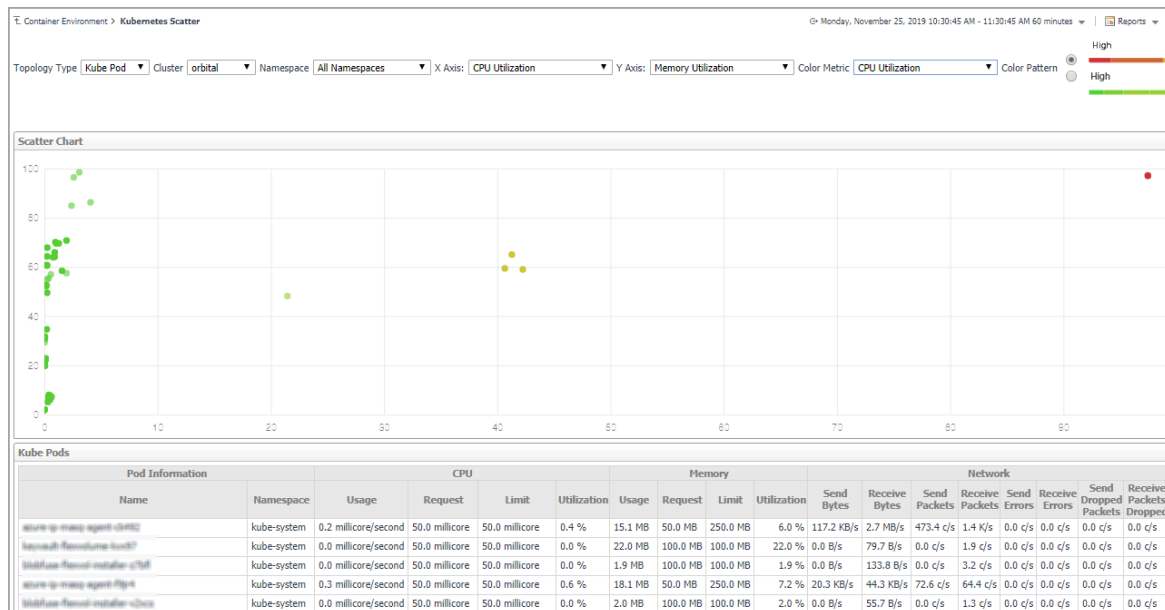 Container Environment > Kubernetes Scatter
Monday, November 25, 2019 10:30:45 AM - 11:30:45 AM 60 minutes
Reports
High
Topology Type Kube Pod Cluster orbital Namespace All Namespaces X Axis: CPU Utilization Y Axis: Memory Utilization Color Metric CPU Utilization Color Pattern
High
Scatter Chart
100
80
60
40
20
0
0 10 20 30 40 50 60 70 80 90
Kube Pods
Pod Information CPU Memory Network
Name Namespace Usage Request Limit Utilization Usage Request Limit Utilization Send Bytes Receive Bytes Send Packets Receive Packets Send Errors Receive Errors Send Dropped Packets Receive Packets Dropped
kube-system 0.2 millicore/second 50.0 millicore 50.0 millicore 0.4 % 15.1 MB 50.0 MB 250.0 MB 6.0 % 117.2 KB/s 2.7 MB/s 473.4 c/s 1.4 K/s 0.0 c/s 0.0 c/s 0.0 c/s 0.0 c/s
kube-system 0.0 millicore/second 50.0 millicore 50.0 millicore 0.0 % 22.0 MB 100.0 MB 100.0 MB 22.0 % 0.0 B/s 79.7 B/s 0.0 c/s 1.9 c/s 0.0 c/s 0.0 c/s 0.0 c/s 0.0 c/s
kube-system 0.0 millicore/second 50.0 millicore 50.0 millicore 0.0 % 1.9 MB 100.0 MB 100.0 MB 1.9 % 0.0 B/s 133.8 B/s 0.0 c/s 3.2 c/s 0.0 c/s 0.0 c/s 0.0 c/s 0.0 c/s
kube-system 0.3 millicore/second 50.0 millicore 50.0 millicore 0.6 % 18.1 MB 50.0 MB 250.0 MB 7.2 % 20.3 KB/s 44.3 KB/s 72.6 c/s 64.4 c/s 0.0 c/s 0.0 c/s 0.0 c/s 0.0 c/s
kube-system 0.0 millicore/second 50.0 millicore 50.0 millicore 0.0 % 2.0 MB 100.0 MB 100.0 MB 2.0 % 0.0 B/s 55.7 B/s 0.0 c/s 1.3 c/s 0.0 c/s 0.0 c/s 0.0 c/s 0.0 c/s